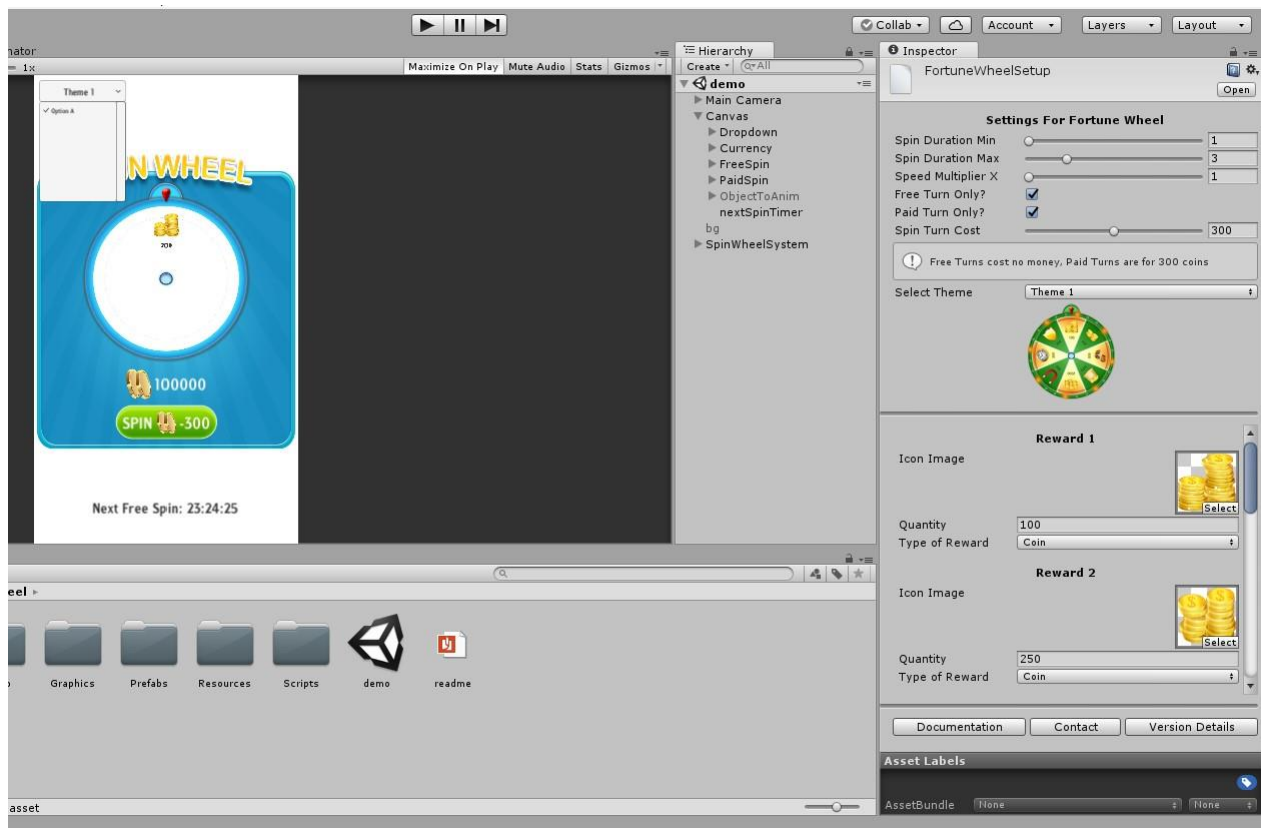 Collab
Account
Layers
Layout
nator
1x
Maximize On Play
Mute Audio
Stats
Gizmos
Theme 1
Option A
IN WHEEL
100000
SPIN -300
Next Free Spin: 23:24:25
Hierarchy
Create
All
demo
Main Camera
Canvas
Dropdown
Currency
FreeSpin
PaidSpin
ObjectToAnim
nextSpinTimer
bg
SpinWheelSystem
Inspector
FortuneWheelSetup
Open
Settings For Fortune Wheel
Spin Duration Min 1
Spin Duration Max 3
Speed Multiplier X 1
Free Turn Only?
Paid Turn Only?
Spin Turn Cost 300
Free Turns cost no money, Paid Turns are for 300 coins
Select Theme Theme 1
Reward 1
Icon Image
Select
Quantity 100
Type of Reward Coin
Reward 2
Icon Image
Select
Quantity 250
Type of Reward Coin
Documentation
Contact
Version Details
Asset Labels
AssetBundle None None
eel
Graphics
Prefabs
Resources
Scripts
demo
readme
asset